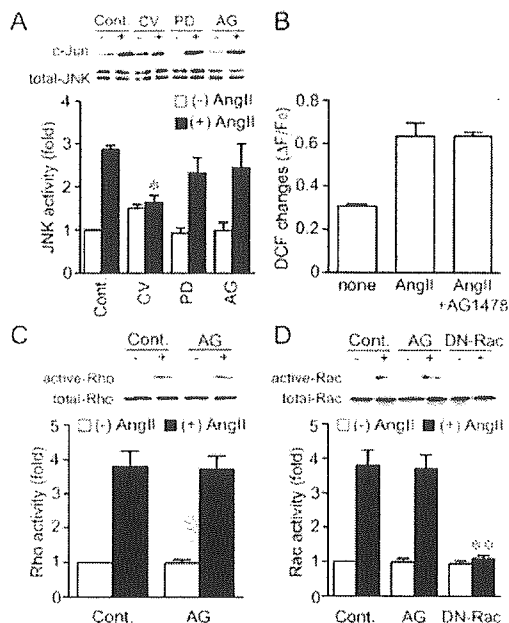 A
Cont. CV PD AG
- + - + - + - +
c-Jun
total-JNK
(-) AngII
(+) AngII
JNK activity (fold)
4
3
2
1
0
*
Cont.
CV
PD
AG
B
DCF changes (ΔF/Fo)
0.8
0.6
0.4
0.2
0
none
AngII
AngII
+AG1478
C
Cont. AG
- + - +
active-Rho
total-Rho
(-) AngII (+) AngII
Rho activity (fold)
5
4
3
2
1
0
Cont. AG
D
Cont. AG DN-Rac
- + - + - +
active-Rac
total-Rac
(-) AngII (+) AngII
Rac activity (fold)
5
4
3
2
1
0
**
Cont. AG DN-Rac